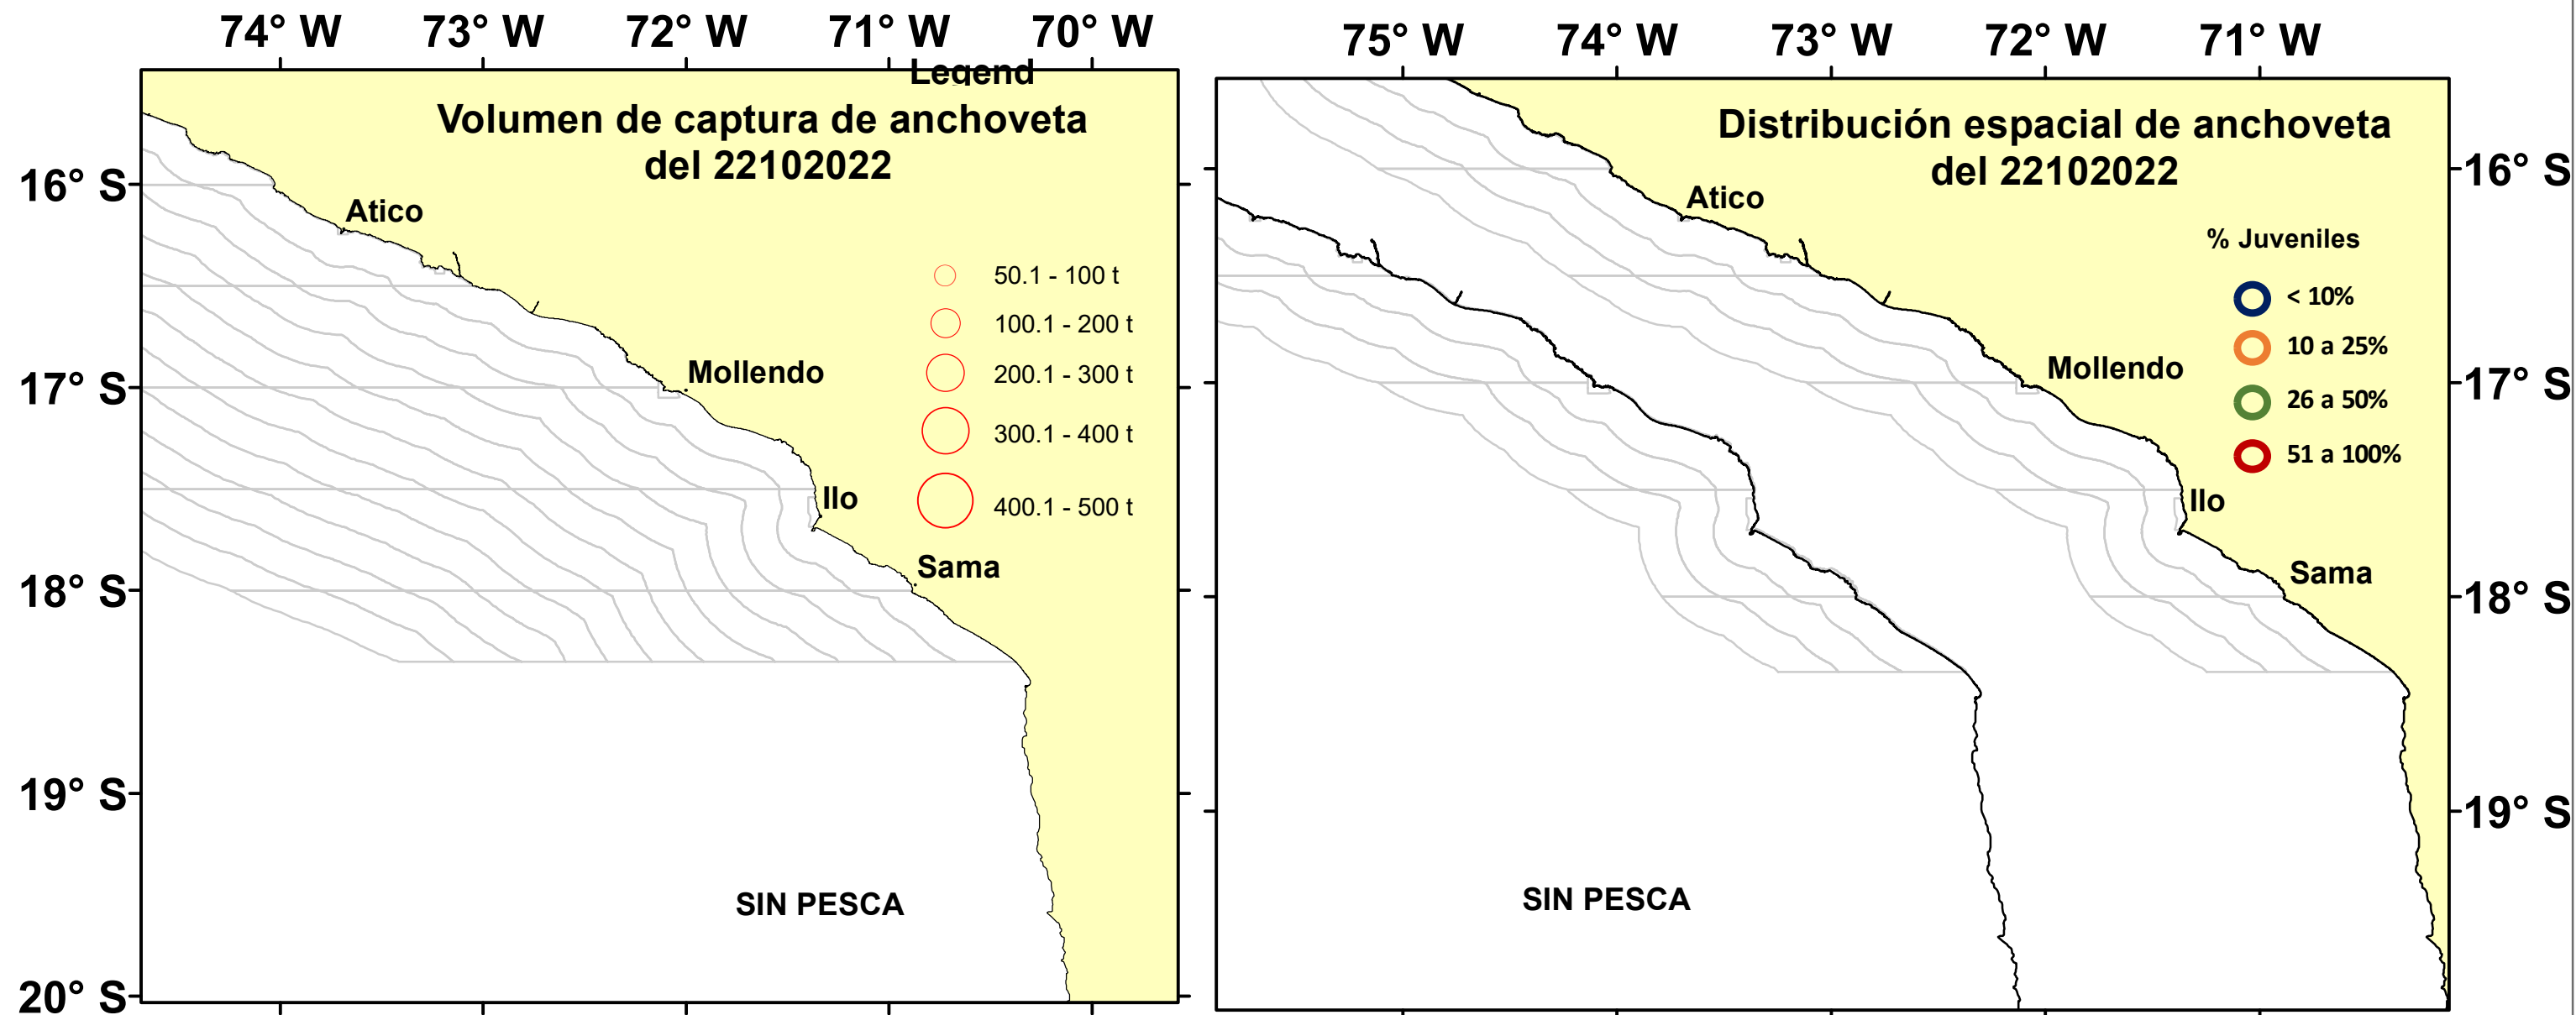 74° W 73° W 72° W 71° W 70° W
Legend
Volumen de captura de anchoveta
del 22102022
16° S
Atico
50.1 - 100 t
100.1 - 200 t
Mollendo
200.1 - 300 t
17° S
300.1 - 400 t
Ilo
400.1 - 500 t
Sama
18° S
19° S
SIN PESCA
20° S
75° W 74° W 73° W 72° W 71° W
Distribución espacial de anchoveta
del 22102022
16° S
Atico
% Juveniles
< 10%
10 a 25%
Mollendo
17° S
26 a 50%
51 a 100%
Ilo
Sama
18° S
19° S
SIN PESCA